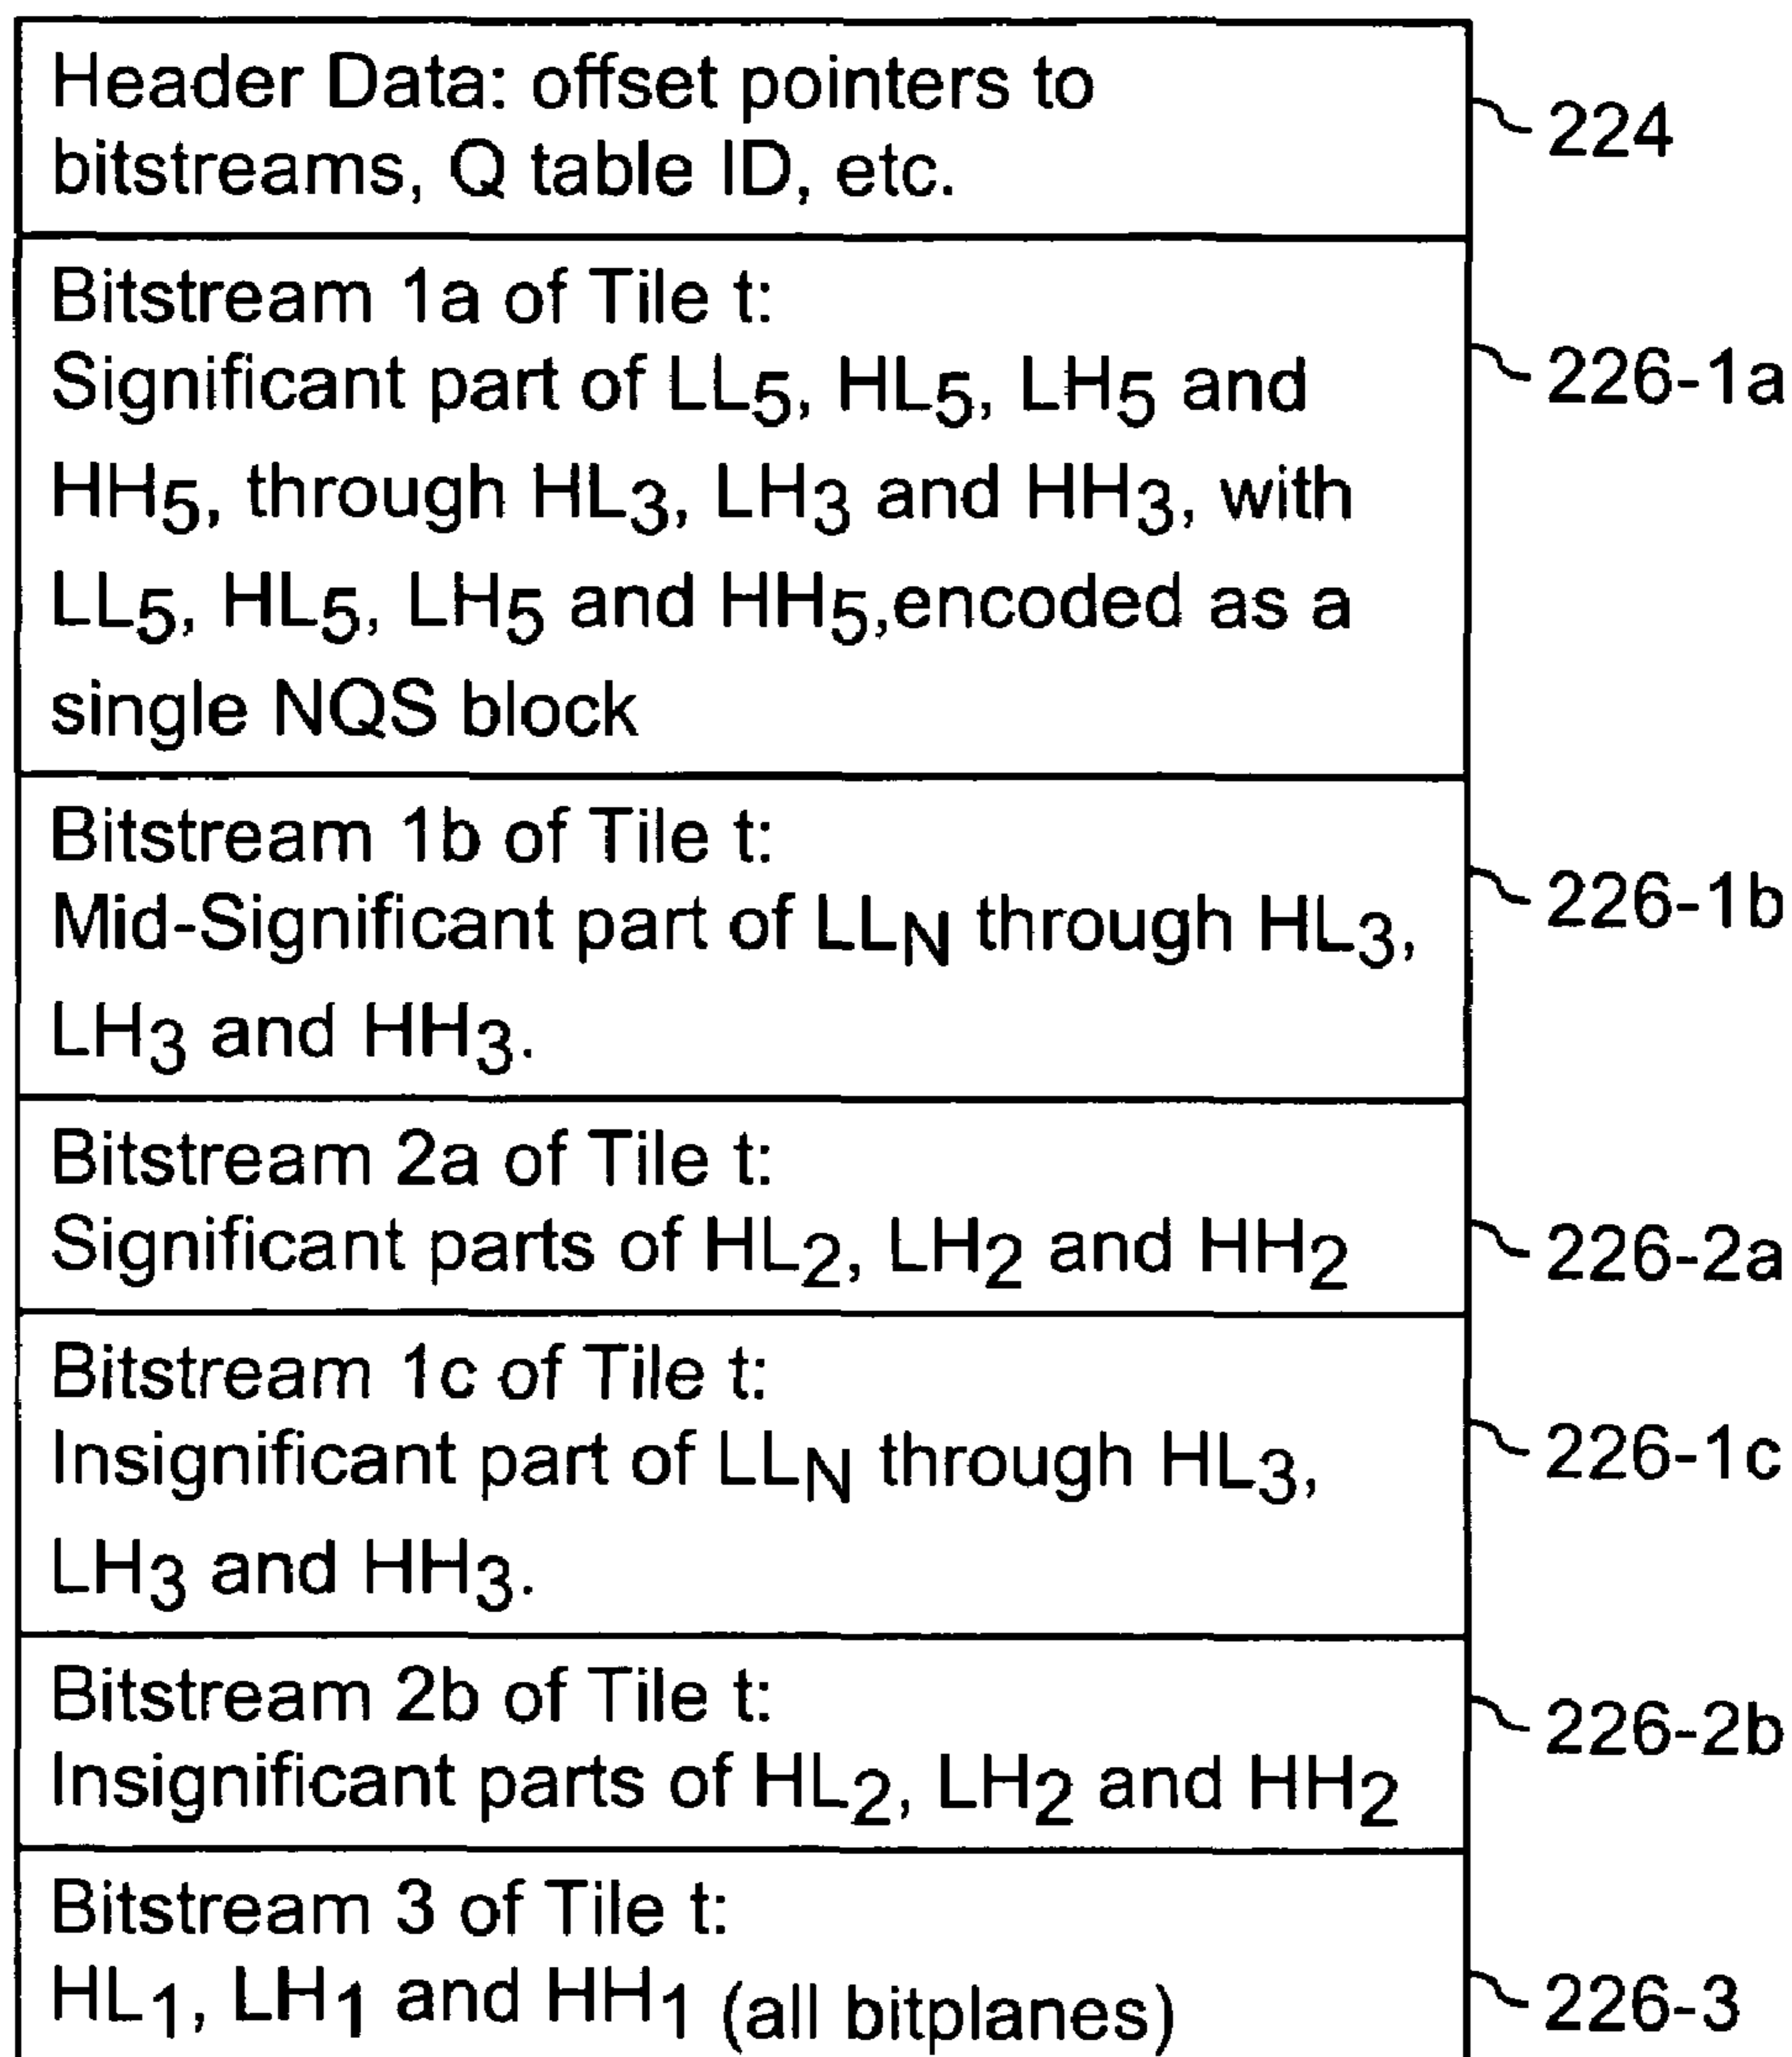 Header Data: offset pointers to
bitstreams, Q table ID, etc.
224
Bitstream 1a of Tile t:
Significant part of LL5, HL5, LH5 and
HH5, through HL3, LH3 and HH3, with
LL5, HL5, LH5 and HH5,encoded as a
single NQS block
226-1a
Bitstream 1b of Tile t:
Mid-Significant part of LLN through HL3,
LH3 and HH3.
226-1b
Bitstream 2a of Tile t:
Significant parts of HL2, LH2 and HH2
226-2a
Bitstream 1c of Tile t:
Insignificant part of LLN through HL3,
LH3 and HH3.
226-1c
Bitstream 2b of Tile t:
Insignificant parts of HL2, LH2 and HH2
226-2b
Bitstream 3 of Tile t:
HL1, LH1 and HH1 (all bitplanes)
226-3